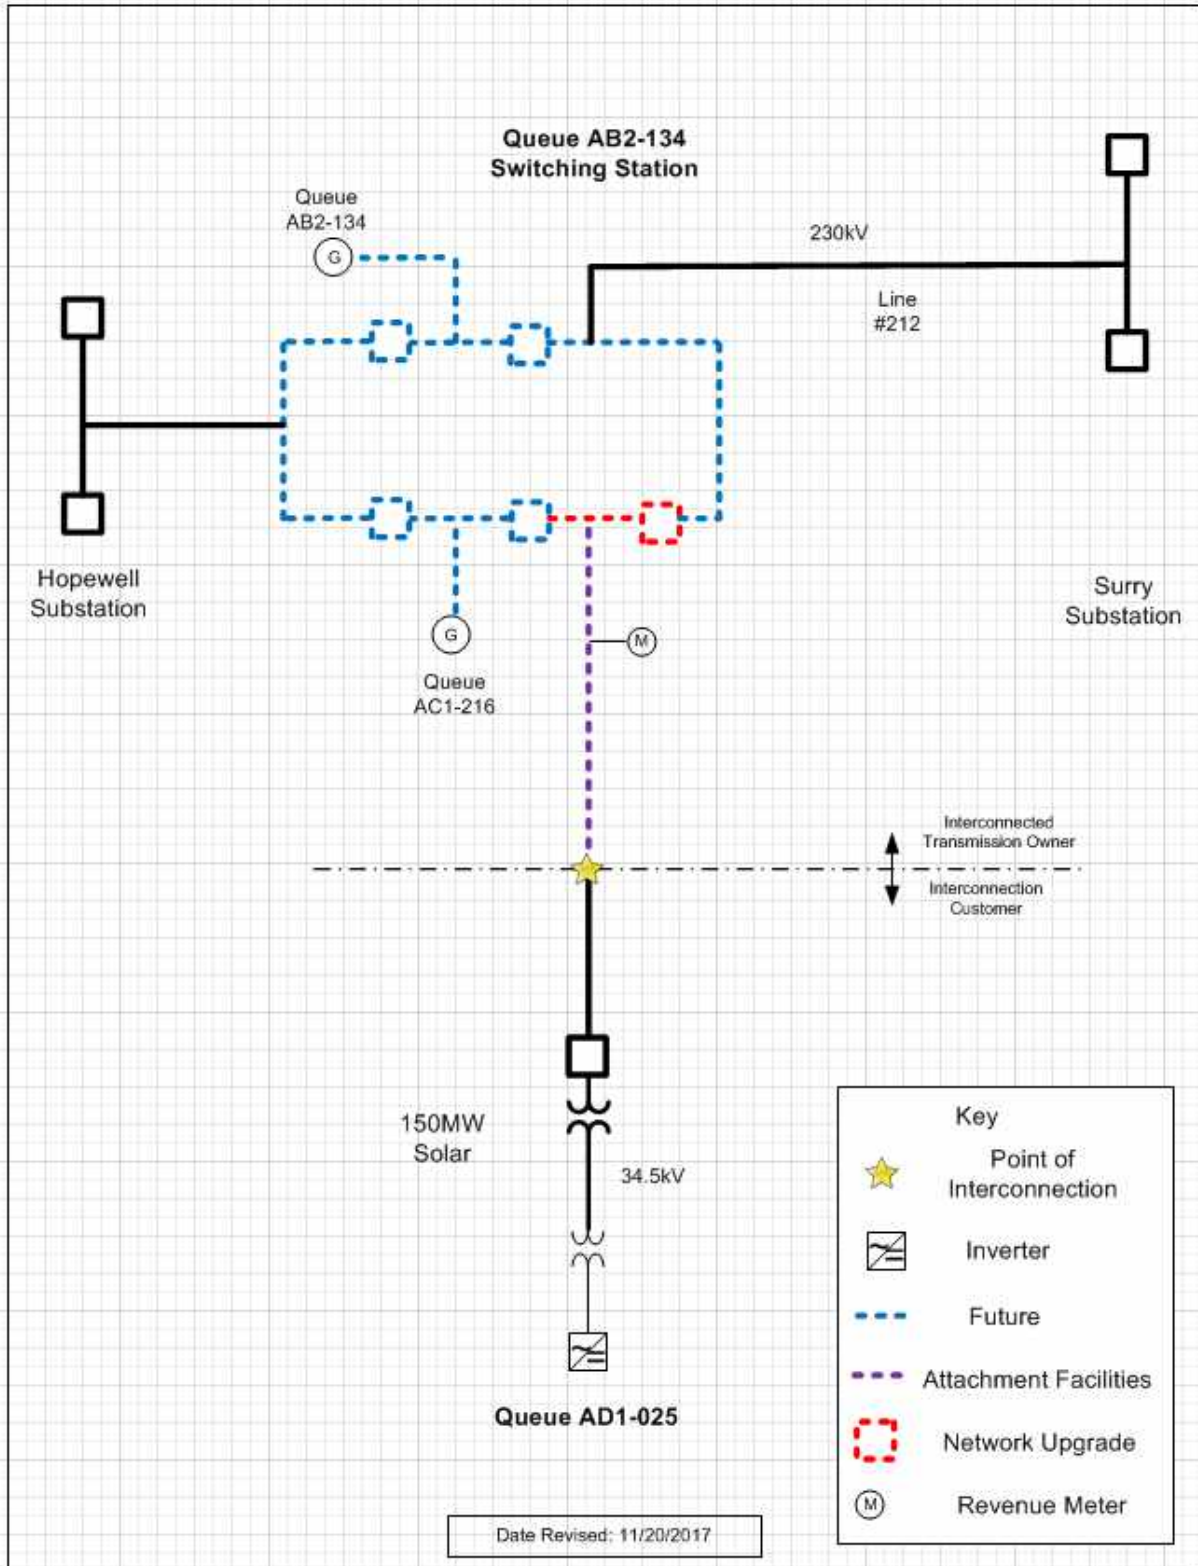 Queue AB2-134
Switching Station
Queue
AB2-134
G
230kV
Line
#212
Hopewell
Substation
Surry
Substation
G
M
Queue
AC1-216
Interconnected
Transmission Owner
Interconnection
Customer
150MW
Solar
34.5kV
Queue AD1-025
Key
Point of
Interconnection
Inverter
Future
Attachment Facilities
Network Upgrade
M
Revenue Meter
Date Revised: 11/20/2017